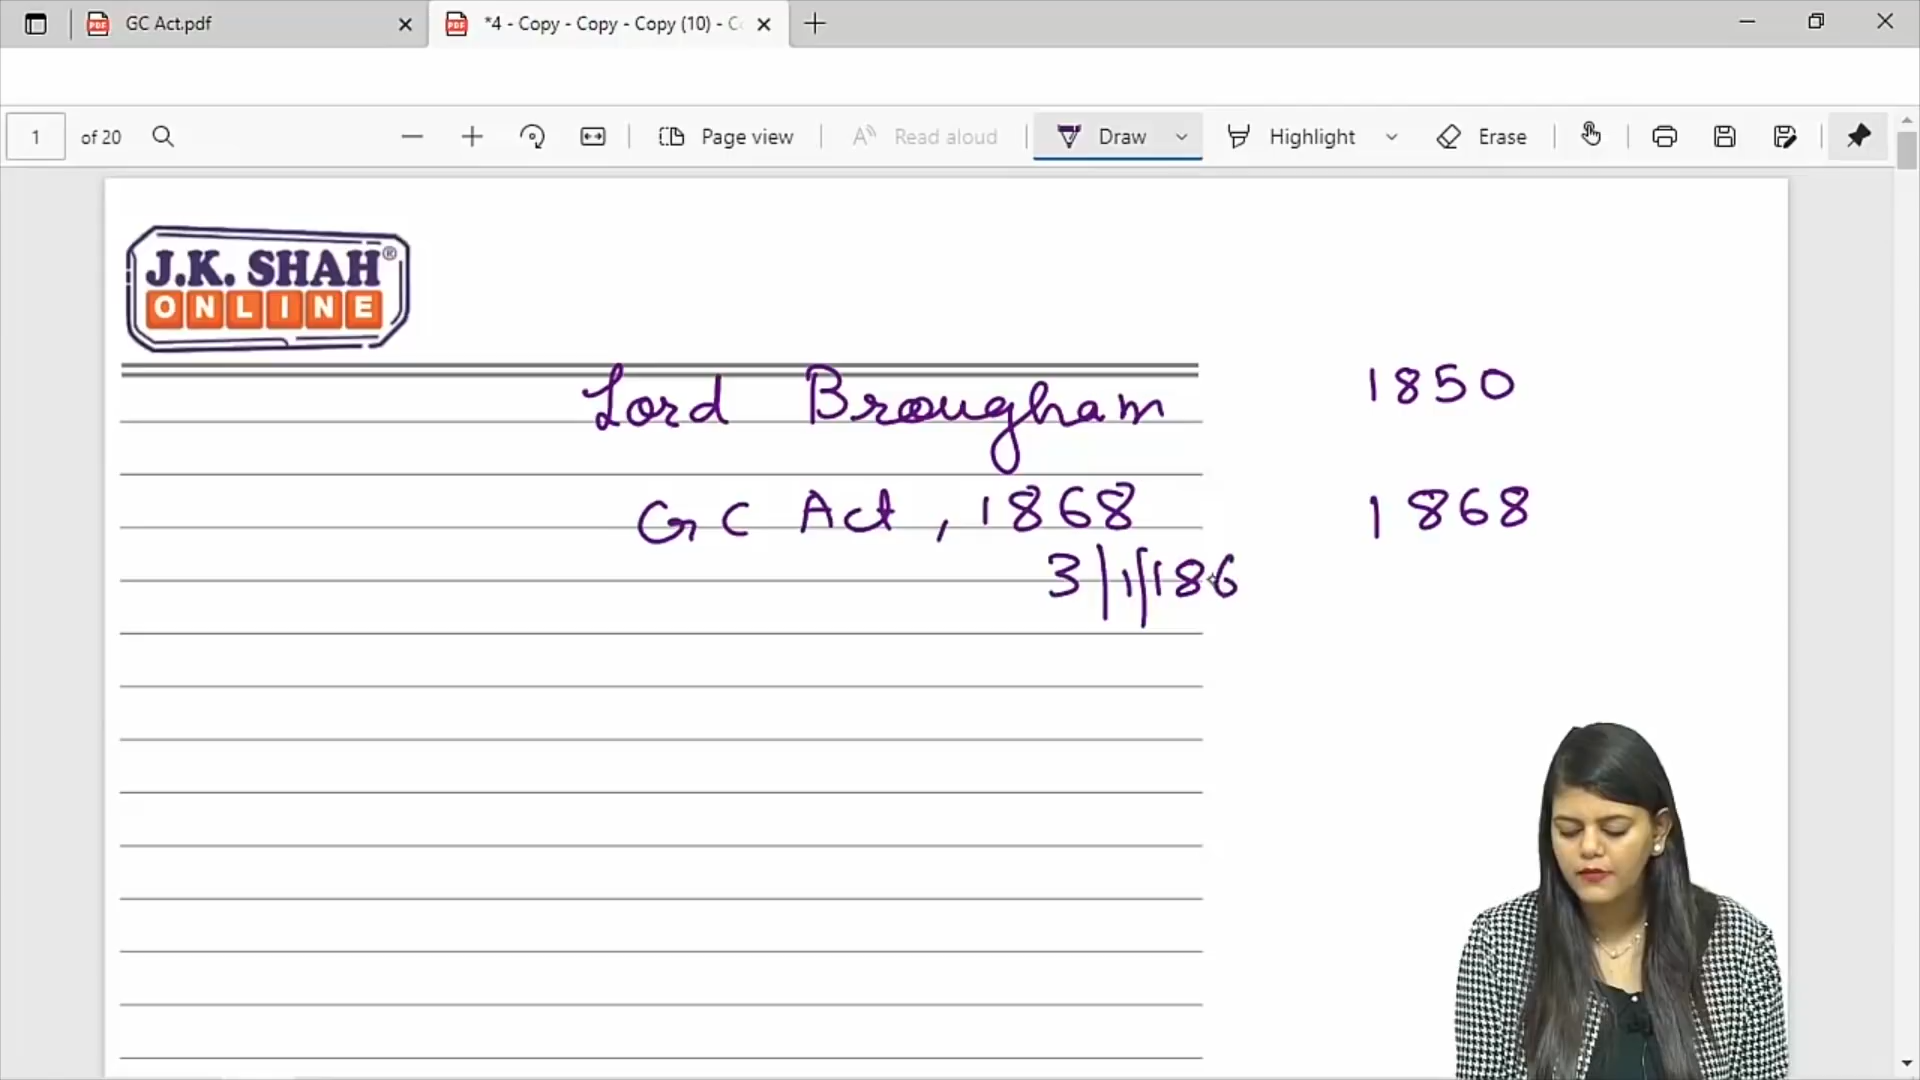 GC Act.pdf
*4 - Copy - Copy - Copy (10) - C
1 of 20
Page view
Read aloud
Draw
Highlight
Erase
J.K. SHAH®
ONLINE
Lord Brougham 1850
GC Act, 1868 1868
3/1/186